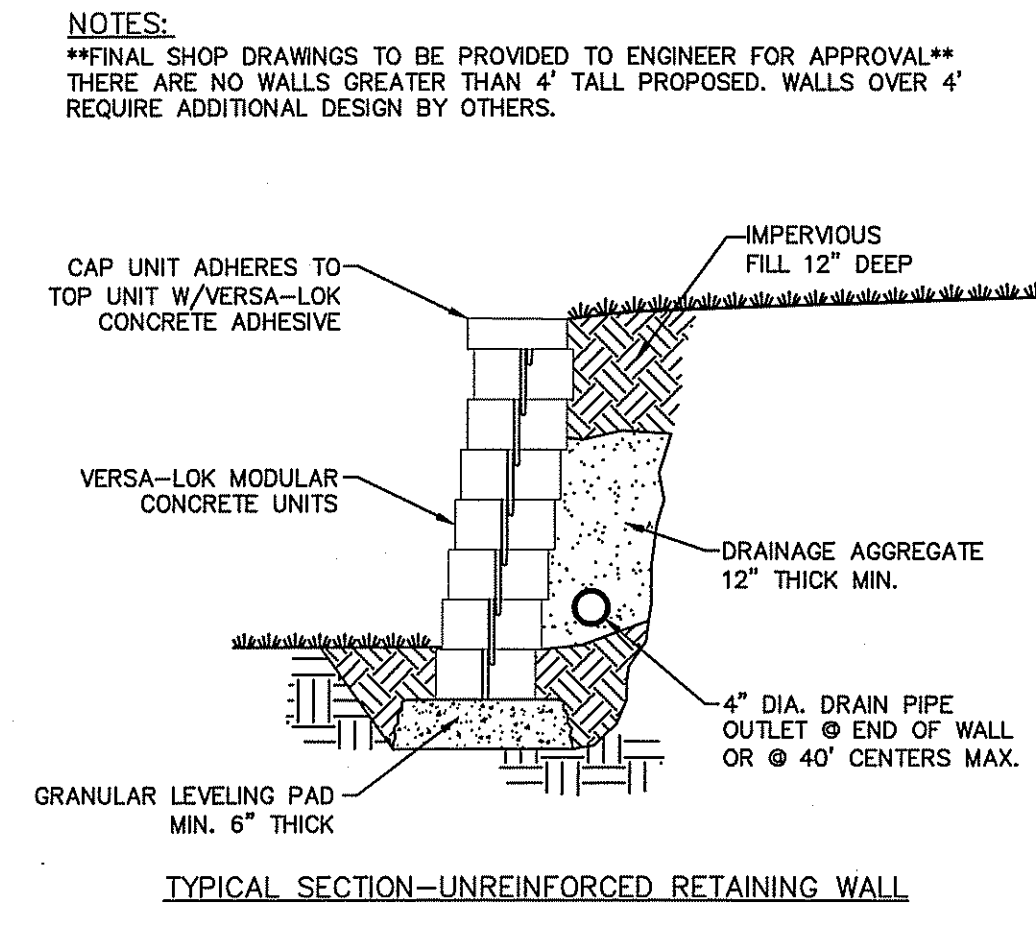 NOTES:
**FINAL SHOP DRAWINGS TO BE PROVIDED TO ENGINEER FOR APPROVAL**
THERE ARE NO WALLS GREATER THAN 4' TALL PROPOSED. WALLS OVER 4'
REQUIRE ADDITIONAL DESIGN BY OTHERS.
IMPERVIOUS
FILL 12" DEEP
CAP UNIT ADHERES TO
TOP UNIT W/VERSA-LOK
CONCRETE ADHESIVE
VERSA-LOK MODULAR
CONCRETE UNITS
DRAINAGE AGGREGATE
12" THICK MIN.
4" DIA. DRAIN PIPE
OUTLET @ END OF WALL
OR @ 40' CENTERS MAX.
GRANULAR LEVELING PAD
MIN. 6" THICK
TYPICAL SECTION-UNREINFORCED RETAINING WALL